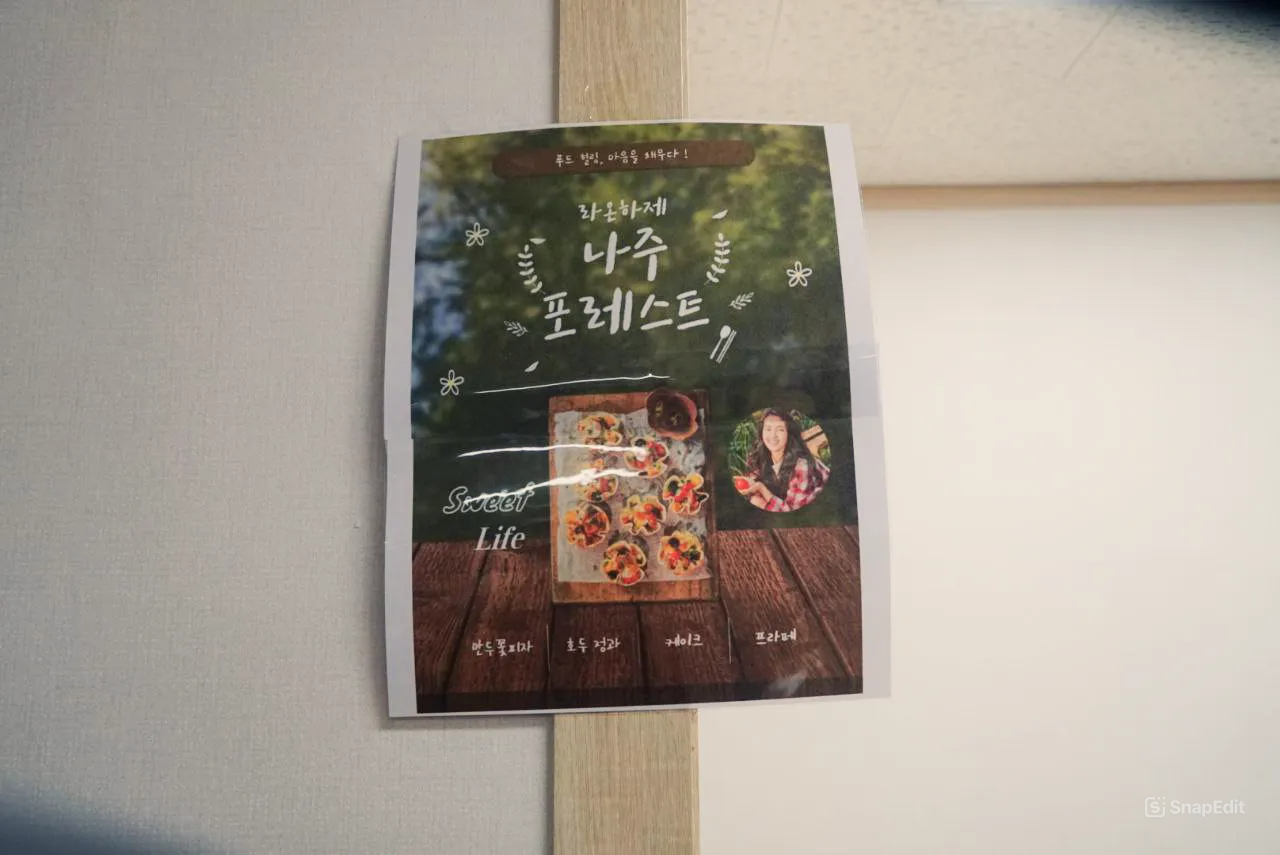 푸드 힐링, 마음을 채우다 !
라온하제
나주
포레스트
Sweet
Life
만두꽃피자 호두 정과 케이크 프라페
SnapEdit